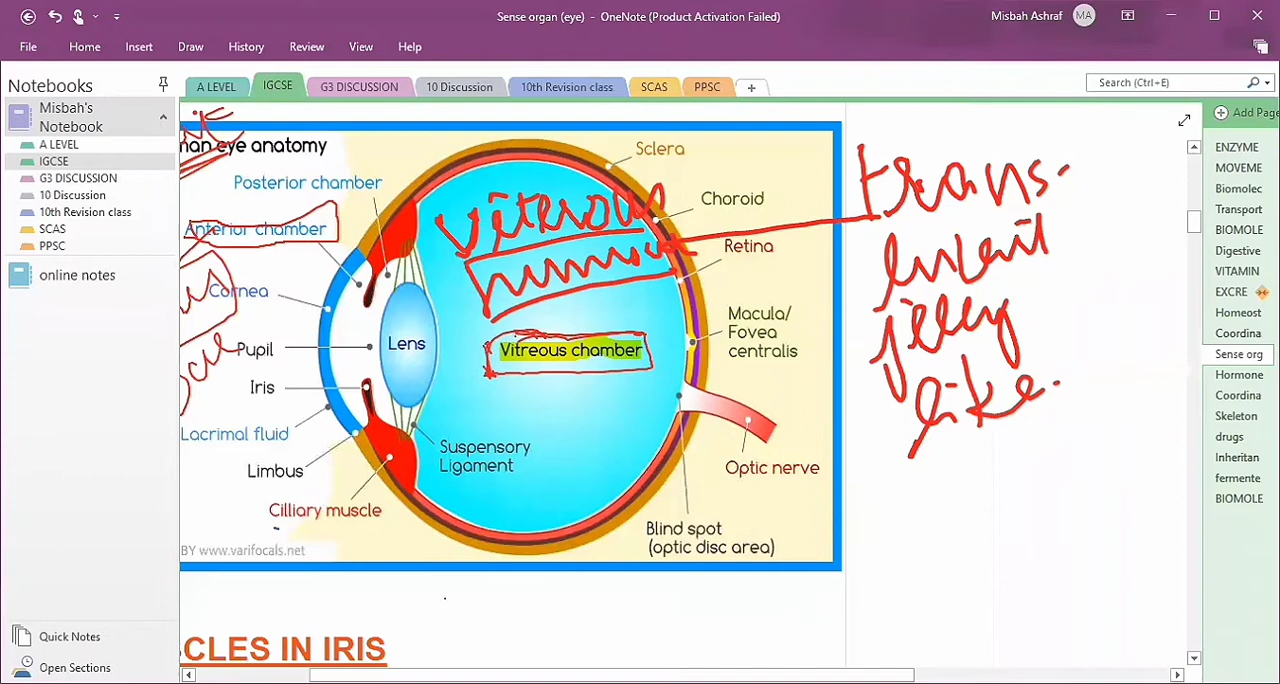 Sense organ (eye) - OneNote (Product Activation Failed)
Misbah Ashraf
MA
File Home Insert Draw History Review View Help
Notebooks
A LEVEL IGCSE G3 DISCUSSION 10 Discussion 10th Revision class SCAS PPSC +
Search (Ctrl+E)
Misbah's
Notebook
A LEVEL
IGCSE
G3 DISCUSSION
10 Discussion
10th Revision class
SCAS
PPSC
online notes
Quick Notes
Open Sections
man eye anatomy
Posterior chamber
Anterior chamber
Cornea
Pupil
Iris
Lacrimal fluid
Limbus
Cilliary muscle
Lens
Suspensory
Ligament
Vitreous chamber
Sclera
Choroid
Retina
Macula/
Fovea
centralis
Optic nerve
Blind spot
(optic disc area)
BY www.varifocals.net
trans-
jelly
like.
CLES IN IRIS
Add Page
ENZYME
MOVEME
Biomolec
Transport
BIOMOLE
Digestive
VITAMIN
EXCRE
Homeost
Coordina
Sense org
Hormone
Coordina
Skeleton
drugs
Inheritan
fermente
BIOMOLE